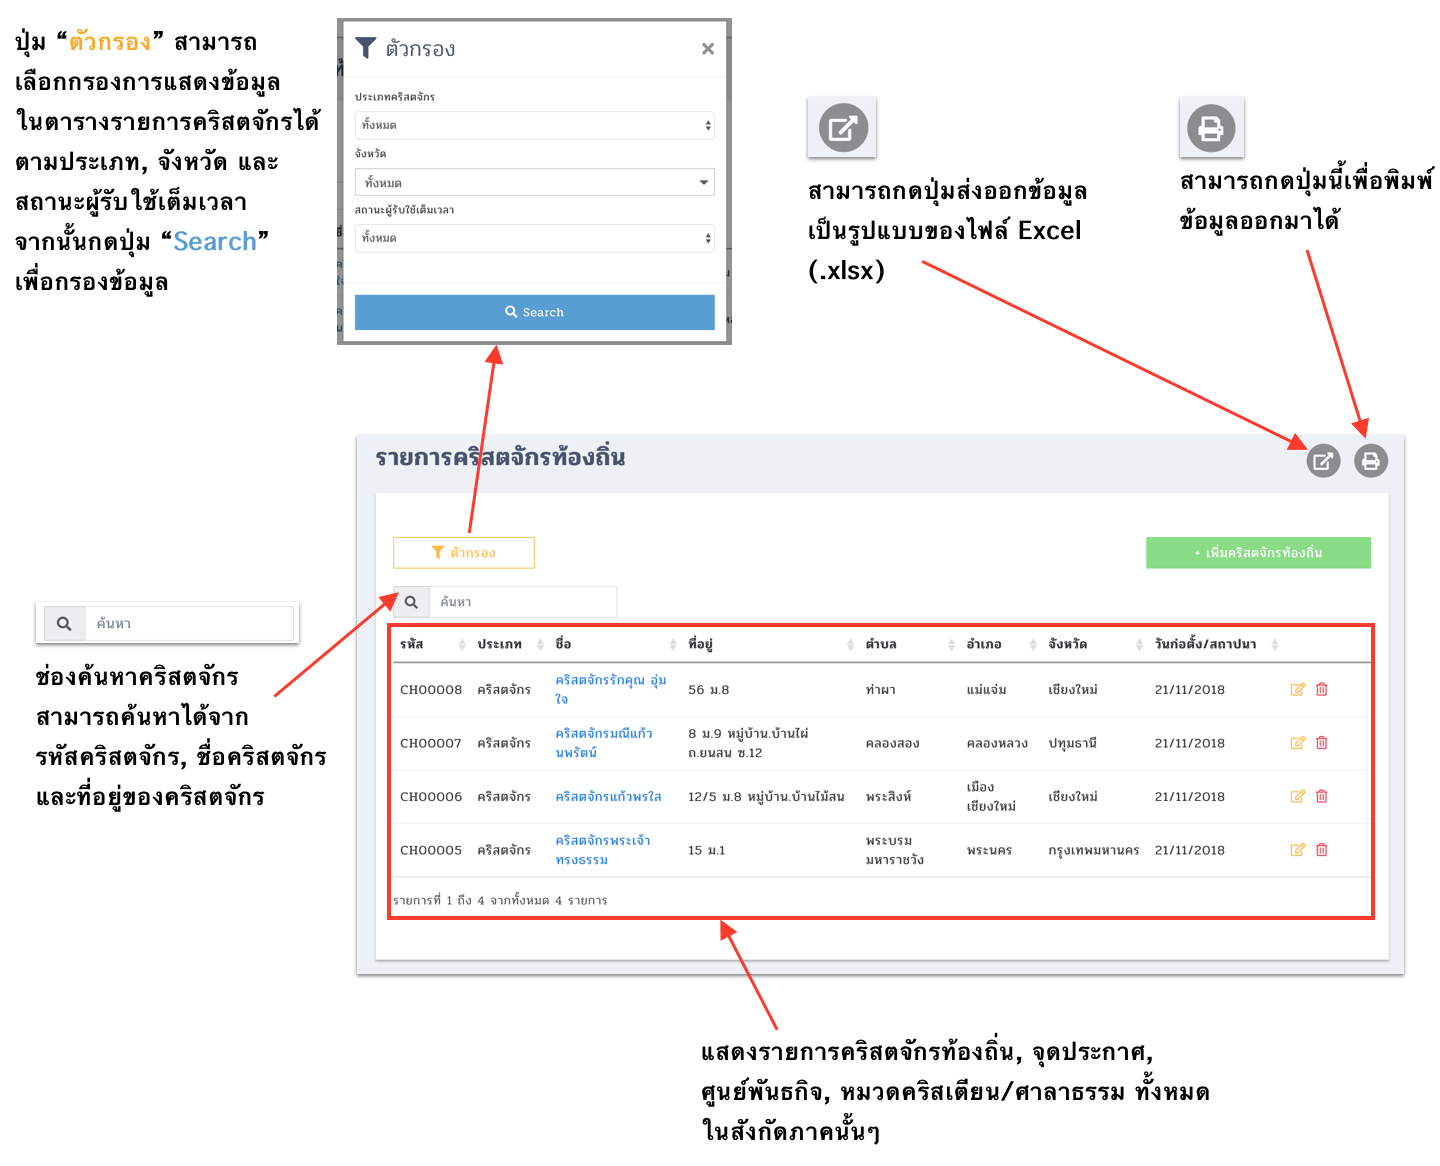 ปุ่ม “ตัวกรอง” สามารถ
เลือกกรองการแสดงข้อมูล
ในตารางรายการคริสตจักรได้
ตามประเภท, จังหวัด และ
สถานะผู้รับใช้เต็มเวลา
จากนั้นกดปุ่ม “Search”
เพื่อกรองข้อมูล
ตัวกรอง
ประเภทคริสตจักร
ทั้งหมด
จังหวัด
ทั้งหมด
สถานะผู้รับใช้เต็มเวลา
ทั้งหมด
Search
สามารถกดปุ่มส่งออกข้อมูล
เป็นรูปแบบของไฟล์ Excel
(.xlsx)
สามารถกดปุ่มนี้เพื่อพิมพ์
ข้อมูลออกมาได้
รายการคริสตจักรท้องถิ่น
ตัวกรอง
+ เพิ่มคริสตจักรท้องถิ่น
ค้นหา
ค้นหา
ช่องค้นหาคริสตจักร
สามารถค้นหาได้จาก
รหัสคริสตจักร, ชื่อคริสตจักร
และที่อยู่ของคริสตจักร
รหัส ประเภท ชื่อ ที่อยู่ ตำบล อำเภอ จังหวัด วันก่อตั้ง/สถาปนา
CH00008 คริสตจักร คริสตจักรรักคุณ อุ่ม 56 ม.8 ท่าผา แม่แจ่ม เชียงใหม่ 21/11/2018
ใจ
CH00007 คริสตจักร คริสตจักรมณีแก้ว 8 ม.9 หมู่บ้าน.บ้านไผ่ คลองสอง คลองหลวง ปทุมธานี 21/11/2018
นพรัตน์ ถ.ยนสน ซ.12
CH00006 คริสตจักร คริสตจักรแก้วพรใส 12/5 ม.8 หมู่บ้าน.บ้านไม้สน พระสิงห์ เมือง เชียงใหม่ 21/11/2018
เชียงใหม่
CH00005 คริสตจักร คริสตจักรพระเจ้า 15 ม.1 พระบรม พระนคร กรุงเทพมหานคร 21/11/2018
ทรงธรรม มหาราชวัง
รายการที่ 1 ถึง 4 จากทั้งหมด 4 รายการ
แสดงรายการคริสตจักรท้องถิ่น, จุดประกาศ,
ศูนย์พันธกิจ, หมวดคริสเตียน/ศาลาธรรม ทั้งหมด
ในสังกัดภาคนั้นๆ